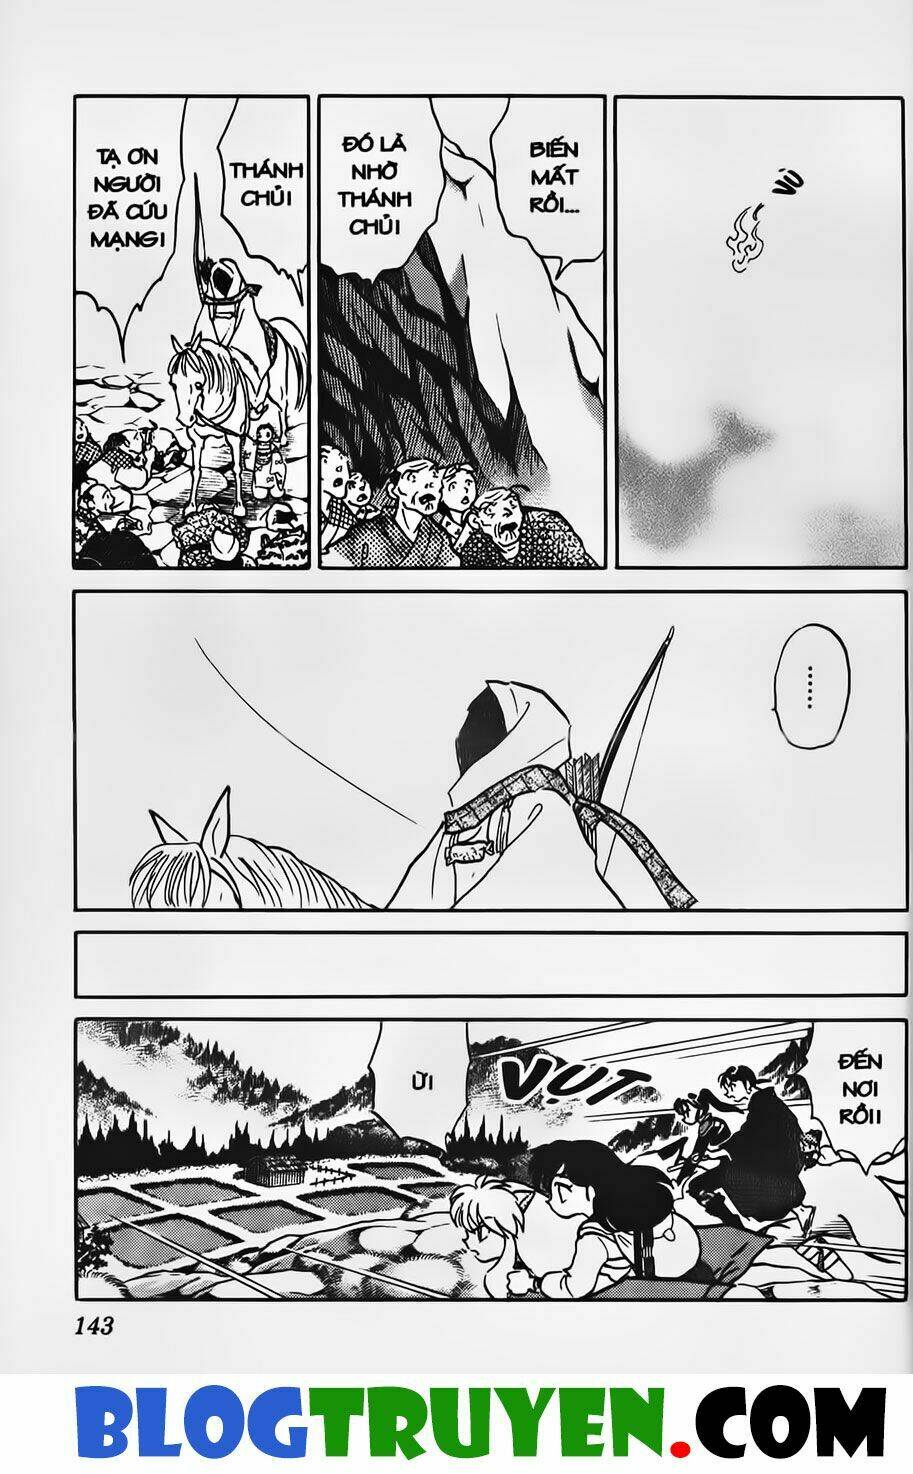 VÙ
BIẾN
MẤT
RỒI...
ĐÓ LÀ
NHỜ
THÁNH
CHỦ!
THÁNH
CHỦ!
TẠ ƠN
NGƯỜI
ĐÃ CỨU
MẠNG!
........
ĐẾN
NƠI
RỒI!
VỤT
Ừ!
143
BLOGTRUYEN.COM